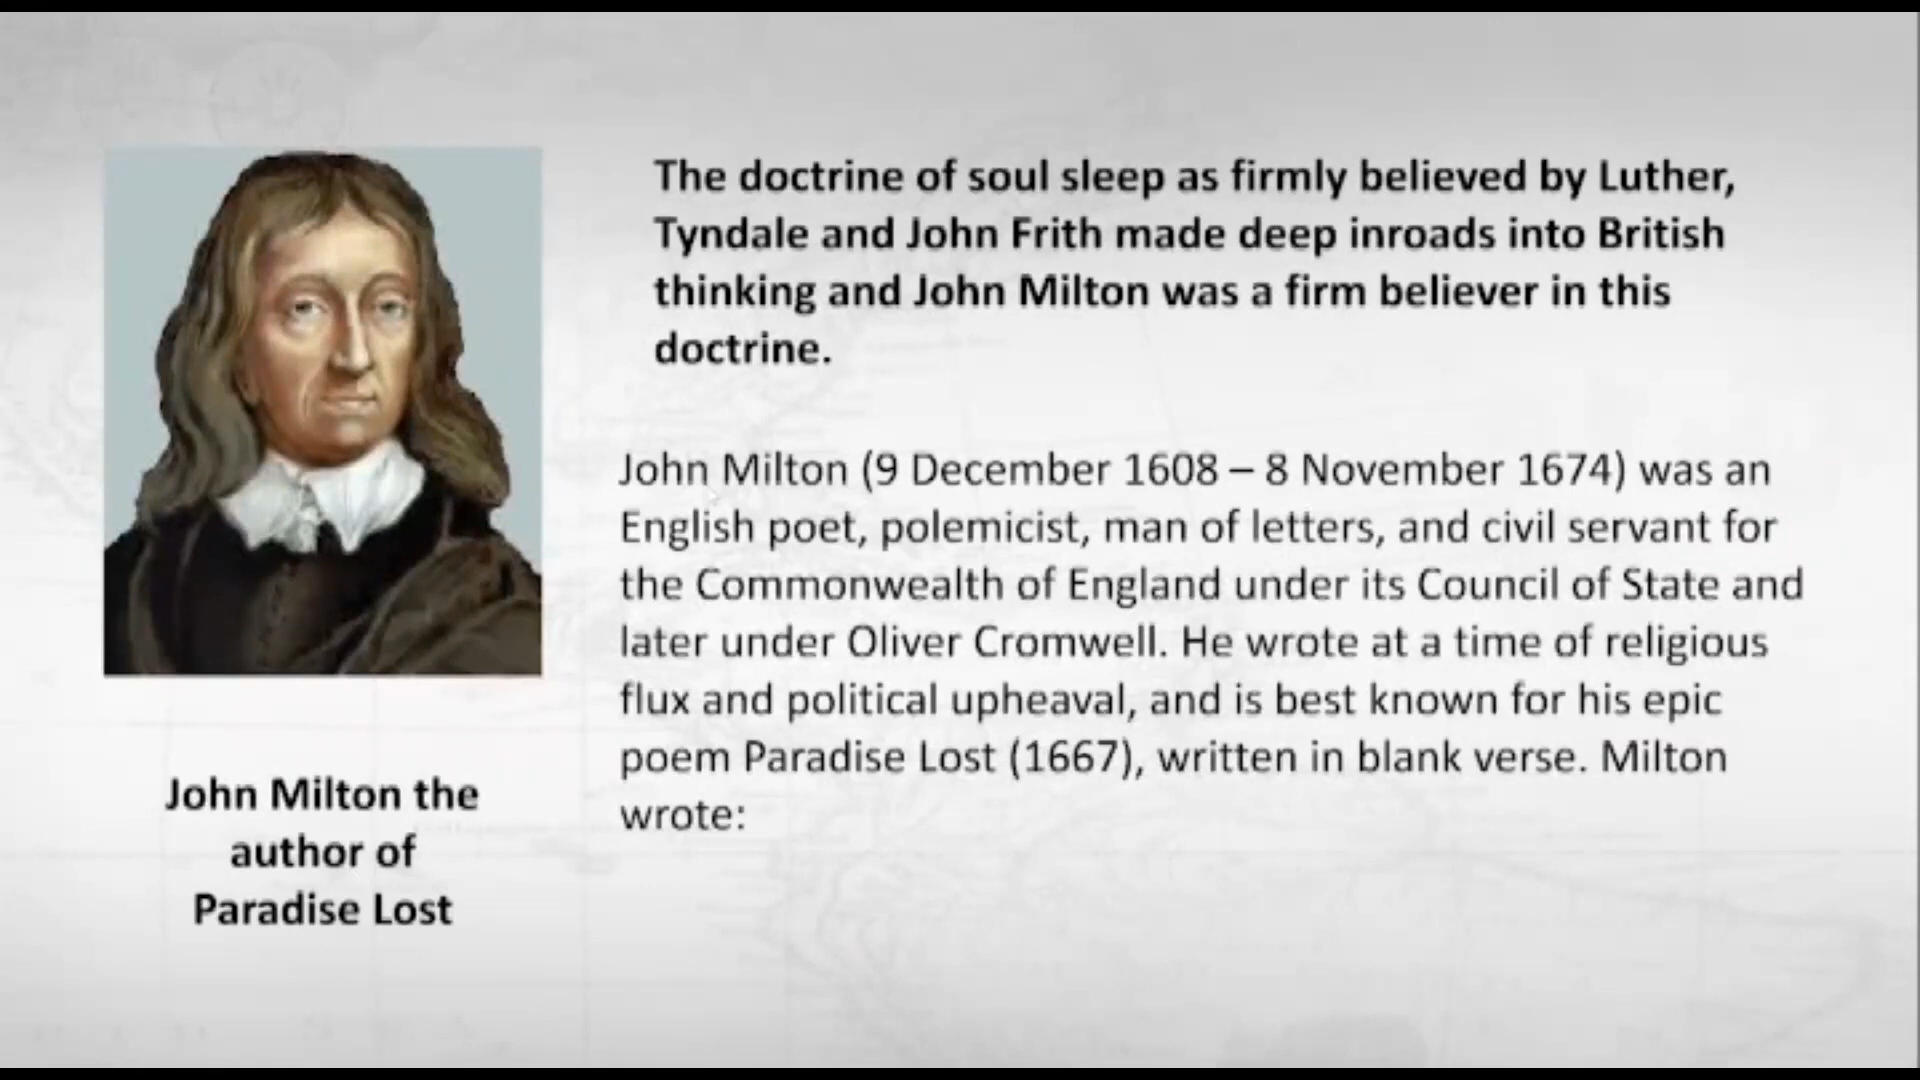 The doctrine of soul sleep as firmly believed by Luther,
Tyndale and John Frith made deep inroads into British
thinking and John Milton was a firm believer in this
doctrine.
John Milton (9 December 1608 – 8 November 1674) was an
English poet, polemicist, man of letters, and civil servant for
the Commonwealth of England under its Council of State and
later under Oliver Cromwell. He wrote at a time of religious
flux and political upheaval, and is best known for his epic
poem Paradise Lost (1667), written in blank verse. Milton
wrote:
John Milton the
author of
Paradise Lost